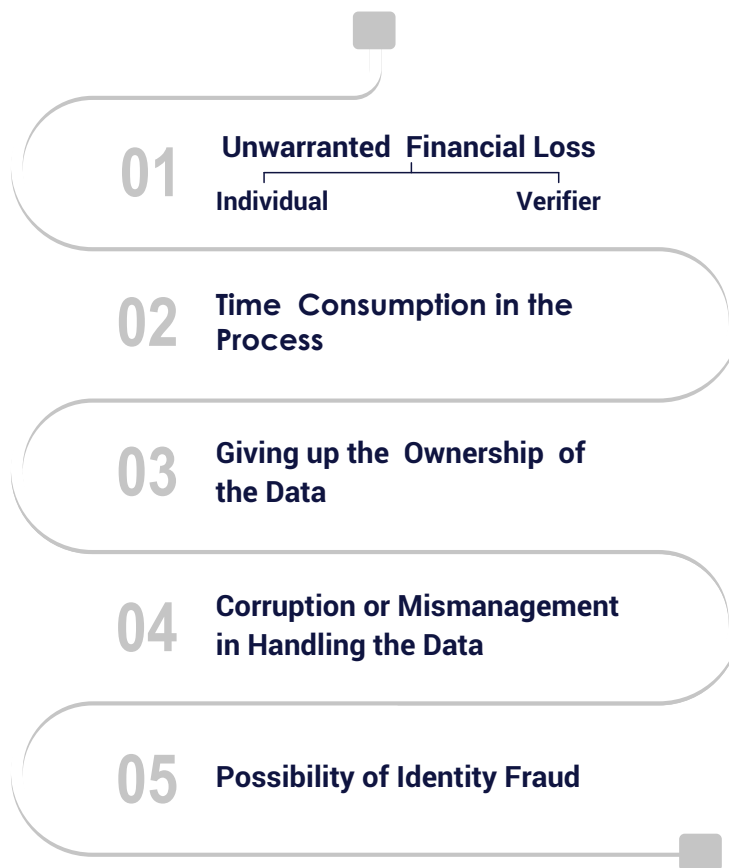 01
Unwarranted Financial Loss
Individual Verifier
02
Time Consumption in the
Process
03
Giving up the Ownership of
the Data
04
Corruption or Mismanagement
in Handling the Data
05
Possibility of Identity Fraud